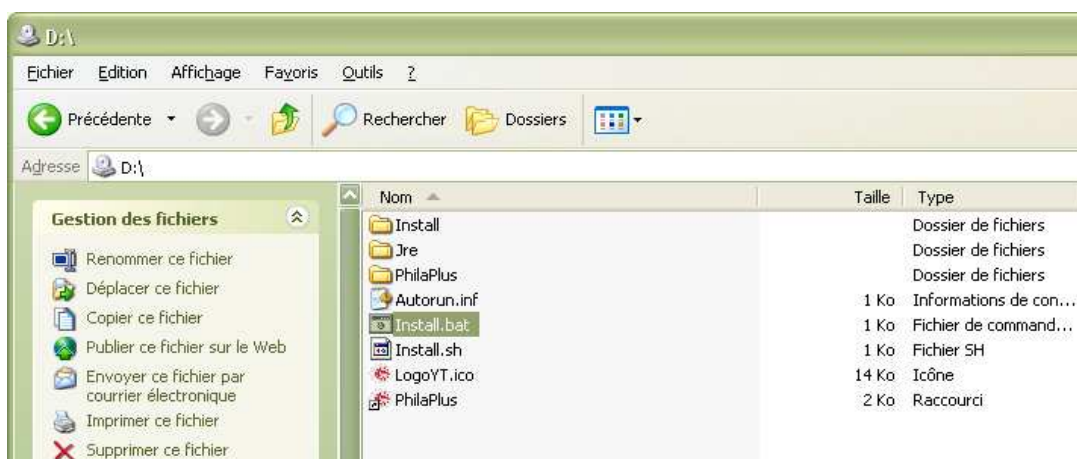 D:\
Fichier Edition Affichage Favoris Outils ?
Précédente Rechercher Dossiers
Adresse D:\
Gestion des fichiers
Renommer ce fichier
Déplacer ce fichier
Copier ce fichier
Publier ce fichier sur le Web
Envoyer ce fichier par
courrier électronique
Imprimer ce fichier
Supprimer ce fichier
Nom Taille Type
Install Dossier de fichiers
Jre Dossier de fichiers
PhilaPlus Dossier de fichiers
Autorun.inf 1 Ko Informations de con...
Install.bat 1 Ko Fichier de command...
Install.sh 1 Ko Fichier SH
LogoYT.ico 14 Ko Icône
PhilaPlus 2 Ko Raccourci